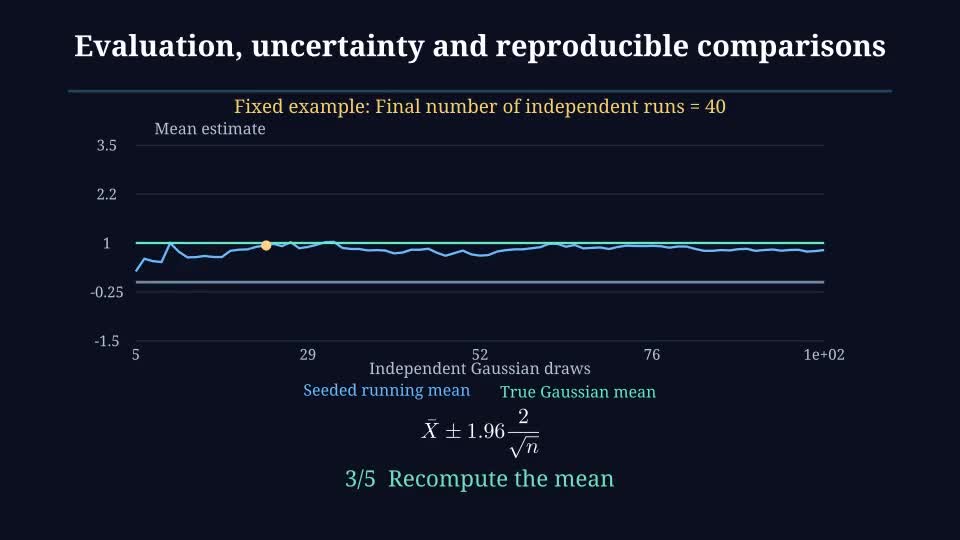 Evaluation, uncertainty and reproducible comparisons
Fixed example: Final number of independent runs = 40
Mean estimate
3.5
2.2
1
-0.25
-1.5
5 29 52 76 1e+02
Independent Gaussian draws
Seeded running mean True Gaussian mean
X̄ ± 1.96 2/√n
3/5 Recompute the mean